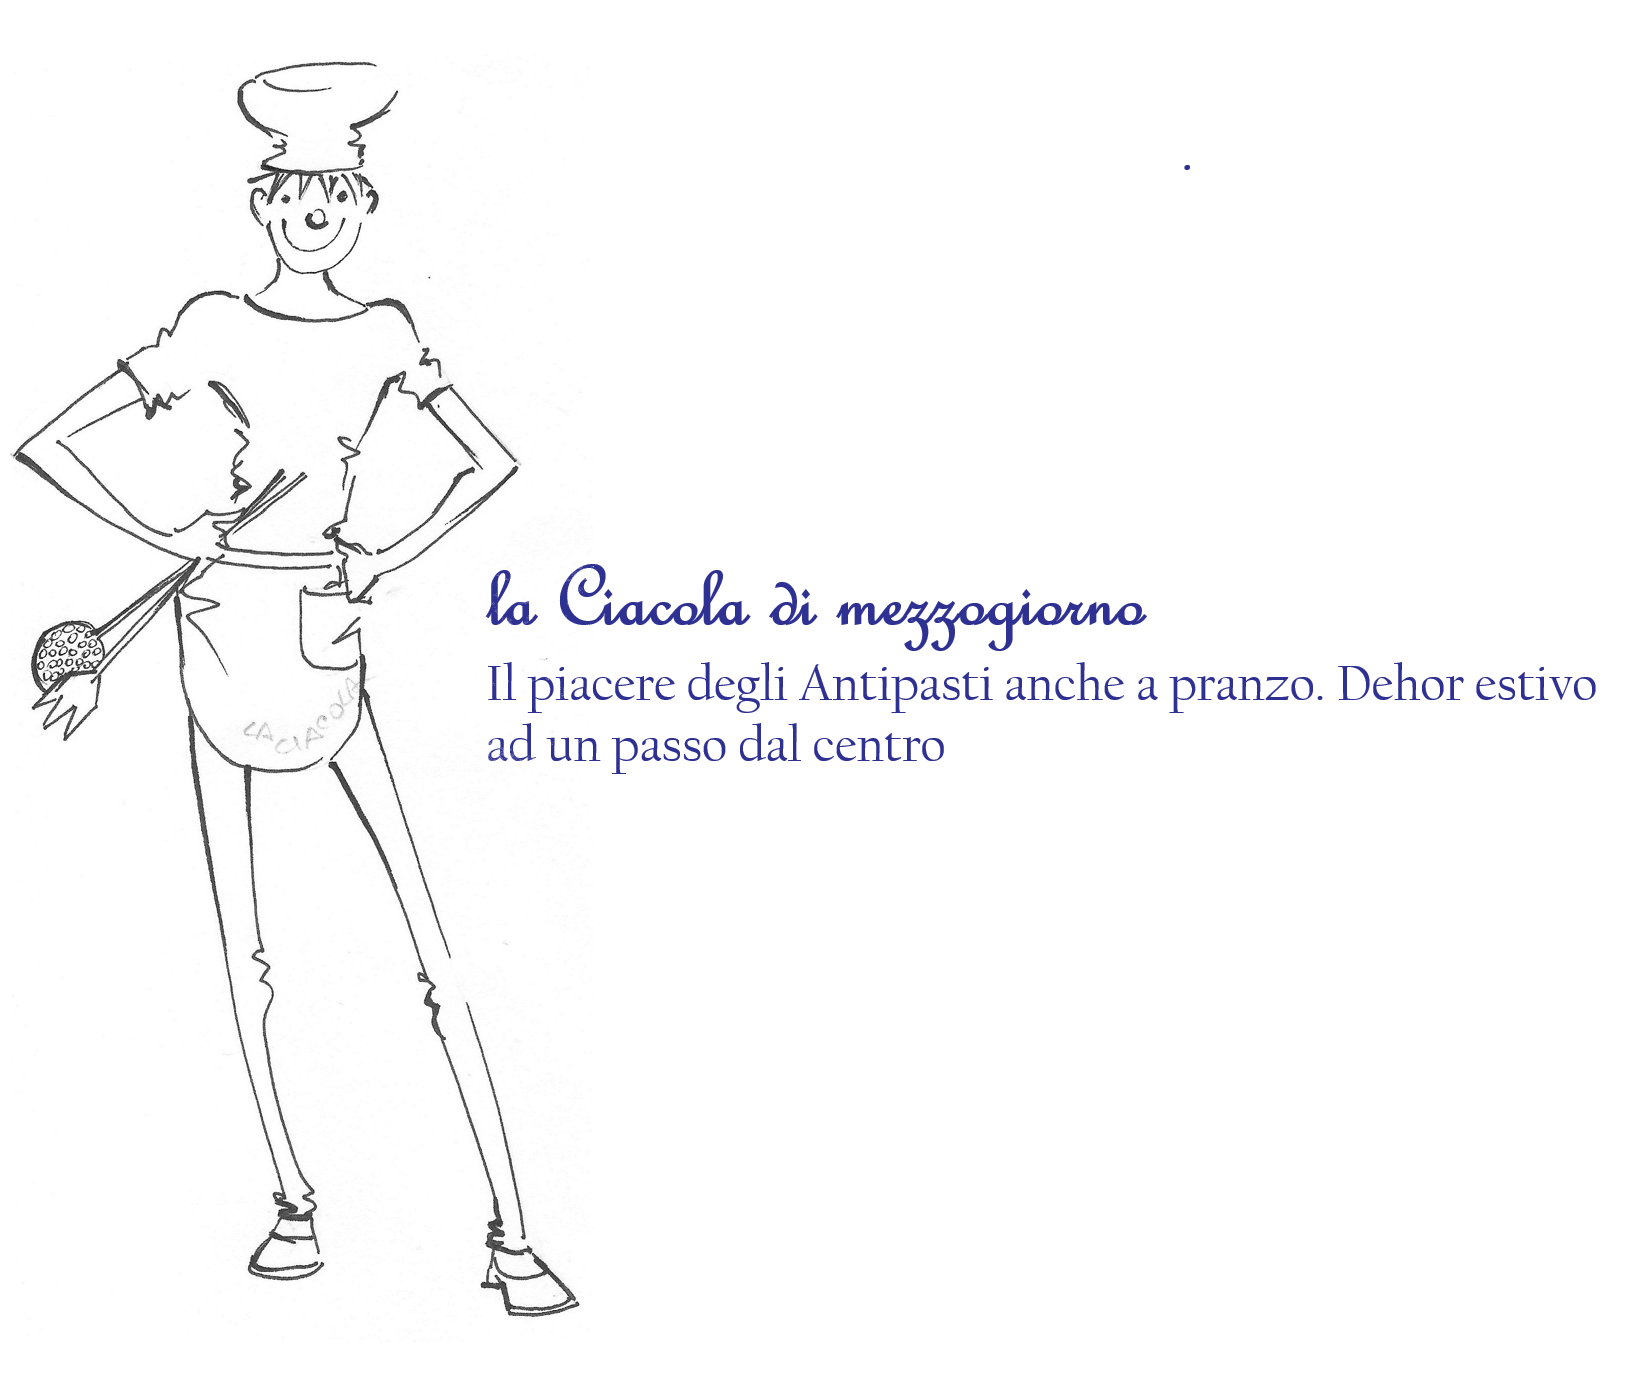 la Ciacola di mezzogiorno
Il piacere degli Antipasti anche a pranzo. Dehor estivo
ad un passo dal centro
LA CIACOLA